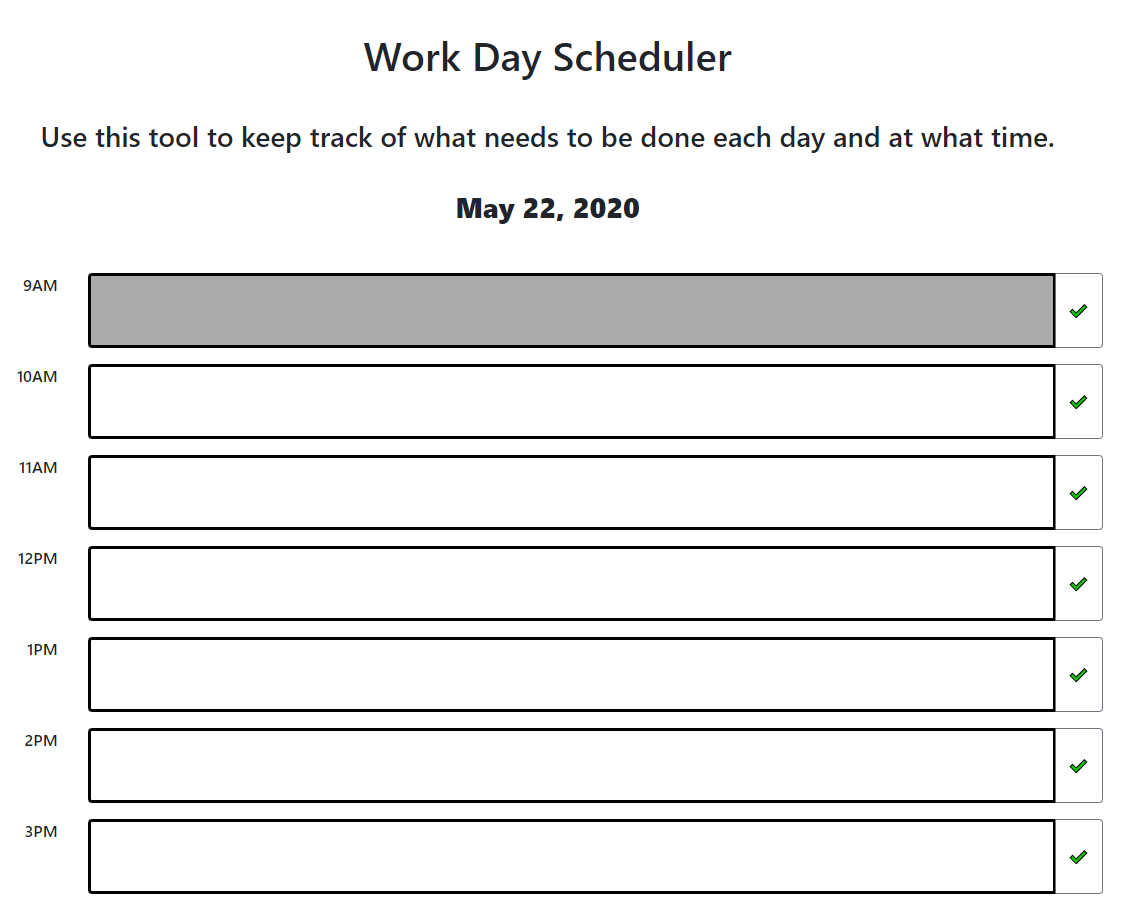 Work Day Scheduler
Use this tool to keep track of what needs to be done each day and at what time.
May 22, 2020
9AM
10AM
11AM
12PM
1PM
2PM
3PM